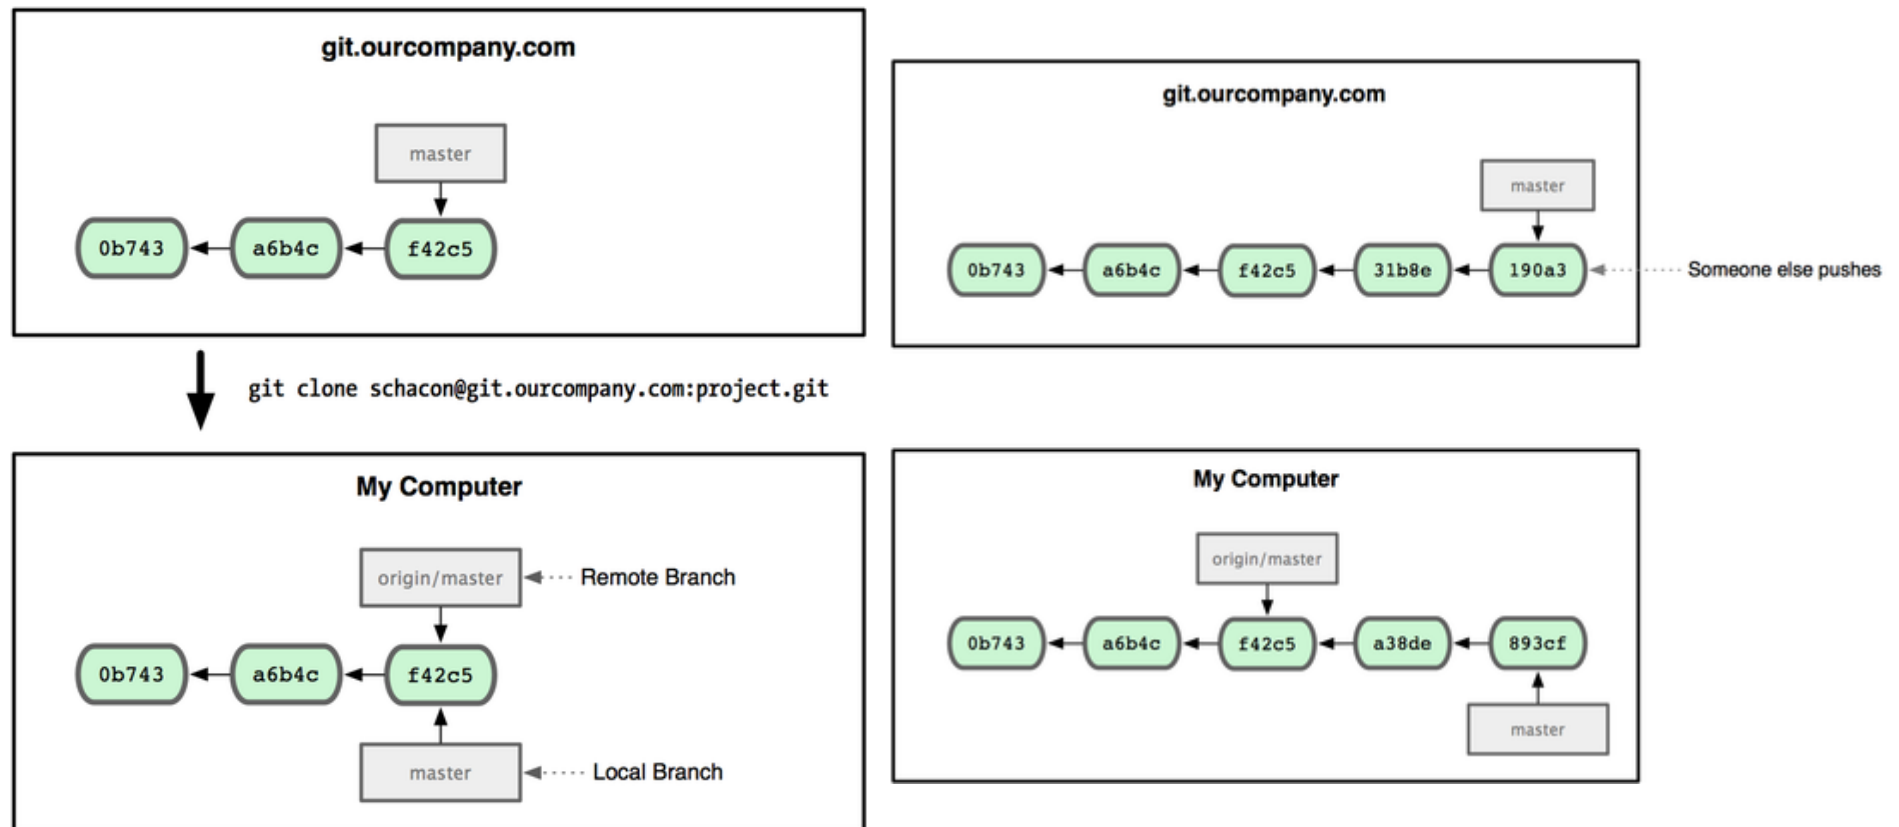 git.ourcompany.com
master
0b743 a6b4c f42c5
git clone schacon@git.ourcompany.com:project.git
My Computer
origin/master Remote Branch
0b743 a6b4c f42c5
master Local Branch
git.ourcompany.com
master
0b743 a6b4c f42c5 31b8e 190a3 Someone else pushes
My Computer
origin/master
0b743 a6b4c f42c5 a38de 893cf
master